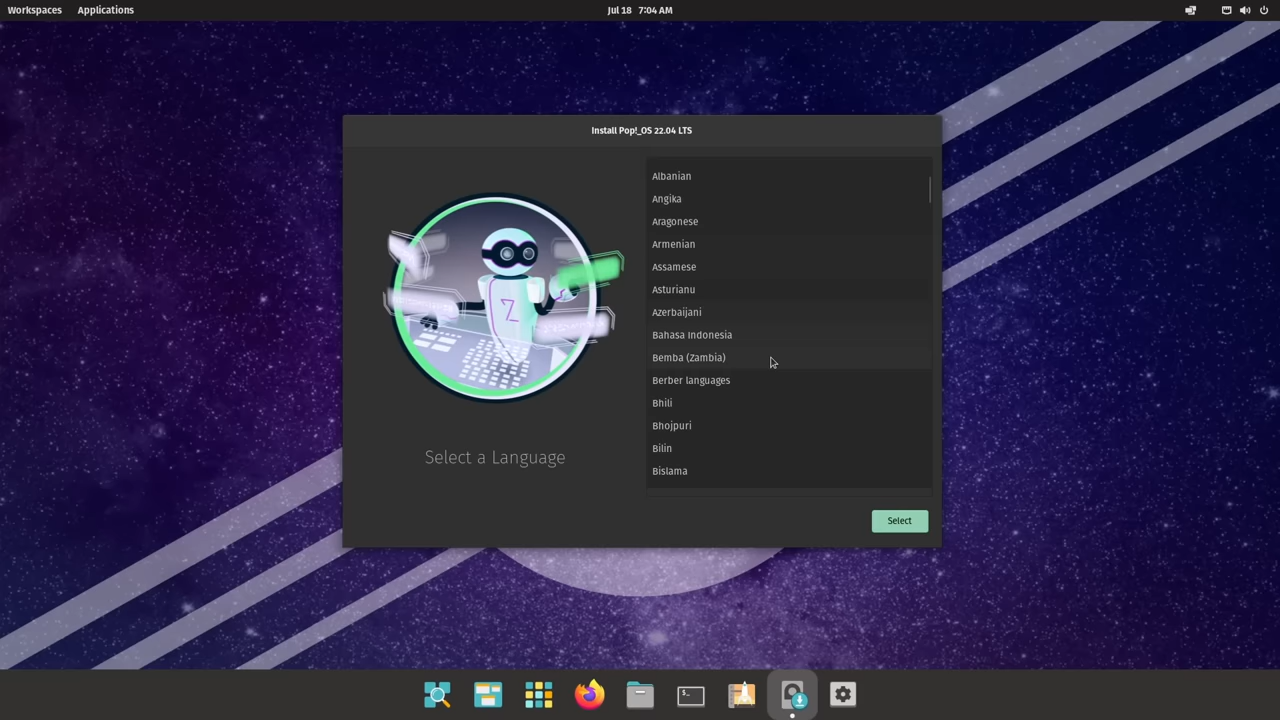 Workspaces Applications Jul 18 7:04 AM
Install Pop!_OS 22.04 LTS
Albanian
Angika
Aragonese
Armenian
Assamese
Asturianu
Azerbaijani
Bahasa Indonesia
Bemba (Zambia)
Berber languages
Bhili
Bhojpuri
Bilin
Bislama
Select a Language
Select